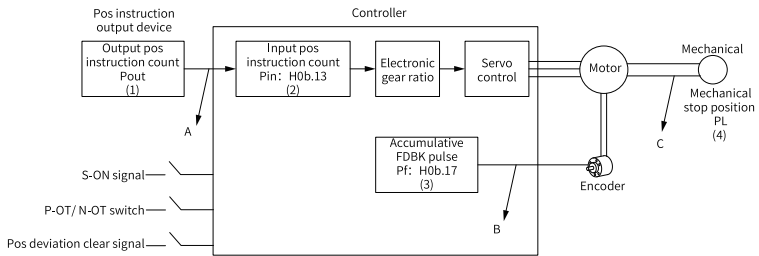 Pos instruction
output device
Controller
Output pos
instruction count
Pout
(1)
Input pos
instruction count
Pin: H0b.13
(2)
Electronic
gear ratio
Servo
control
Motor
Mechanical
Mechanical
stop position
PL
(4)
A
C
Accumulative
FDBK pulse
Pf: H0b.17
(3)
Encoder
B
S-ON signal
P-OT/ N-OT switch
Pos deviation clear signal